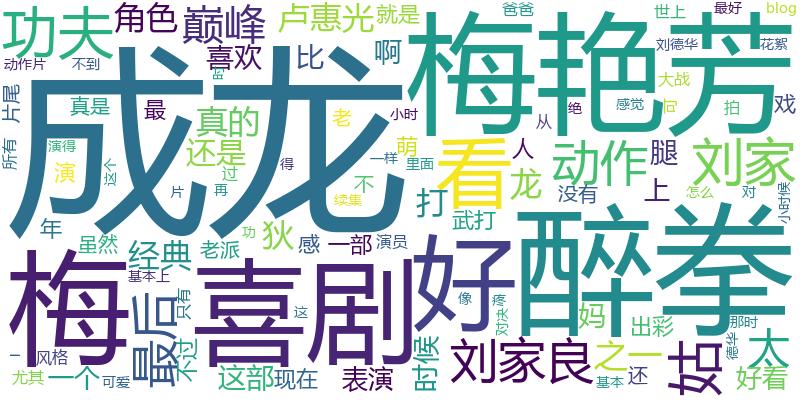 功夫 角色 巅峰 卢惠光 就是 爸爸 世上 最好 blog
动作片 不到 喜欢 比 啊 刘德华 花絮
成龙 梅艳芳
片尾 真是 最 真的 老 小时 从 绝 感觉 大战 拍 戏
所有 演得 演 这个 还是 萌 看 人 动作 腿 刘家
片 过 再 得 不 一样 里面 龙 没有 上 怎么 对 小时候
年 狄 感 续集 打 武打 醉拳
虽然 经典 老派 功 一部 演员 好
梅 基本上 只有 喜剧 这 像 疼 对决 妈 出彩 那时
一 风格 最后 不过 时候 刘家良 之一 姑 德华 太
尤其 一个 可爱 这部 现在 表演 基本 还 好看